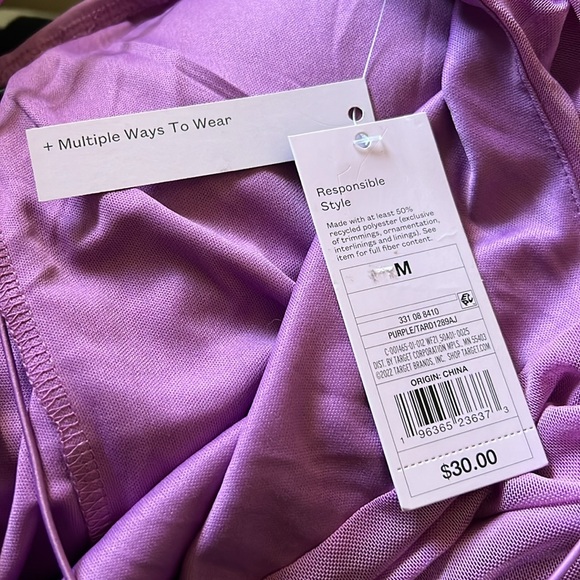 + Multiple Ways To Wear
Responsible
Style
Made with at least 50%
recycled polyester (exclusive
of trimmings, ornamentation,
interlinings and linings). See
item for full fiber content.
M
331 08 8410
PURPLE/TARD1289AJ
C-001465-01-012 WFZ1 50A01-0025
DIST. BY TARGET CORPORATION MPLS, MN 55403
©2022 TARGET BRANDS, INC. SHOP TARGET.COM
ORIGIN: CHINA
1 96365 23637 3
$30.00